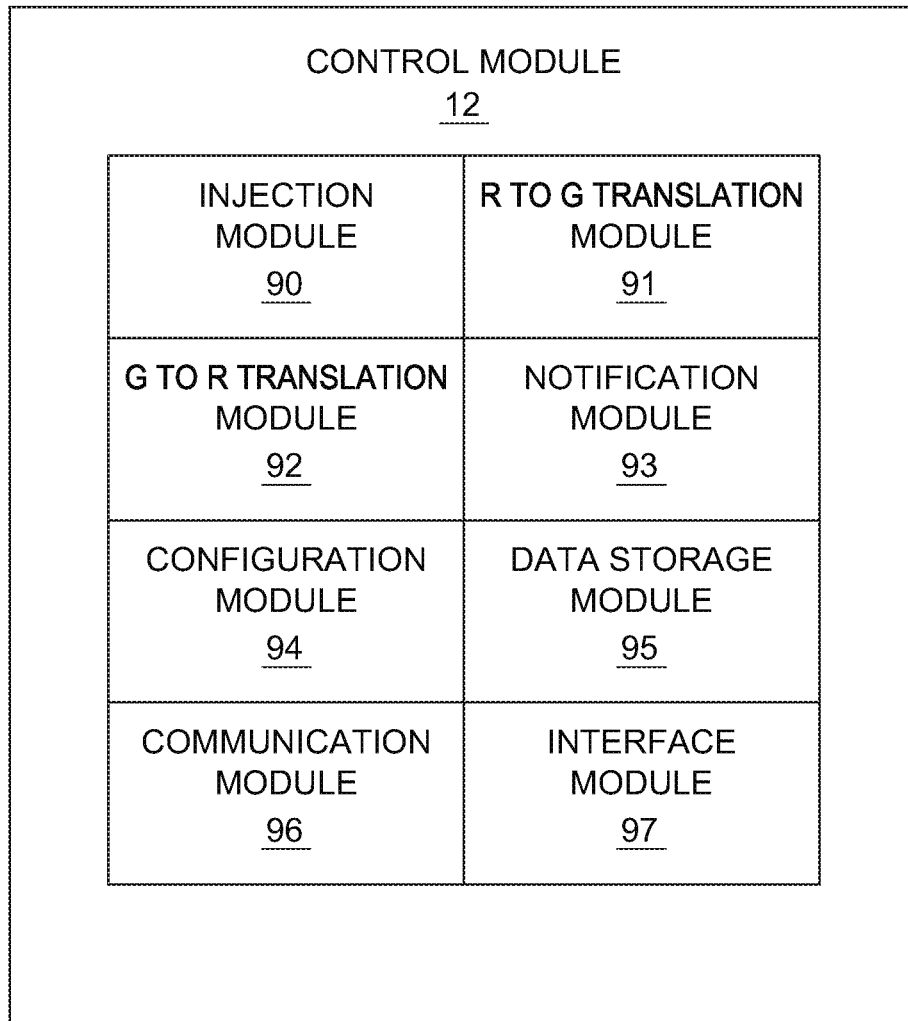 CONTROL MODULE
12
INJECTION
MODULE
90
R TO G TRANSLATION
MODULE
91
G TO R TRANSLATION
MODULE
92
NOTIFICATION
MODULE
93
CONFIGURATION
MODULE
94
DATA STORAGE
MODULE
95
COMMUNICATION
MODULE
96
INTERFACE
MODULE
97